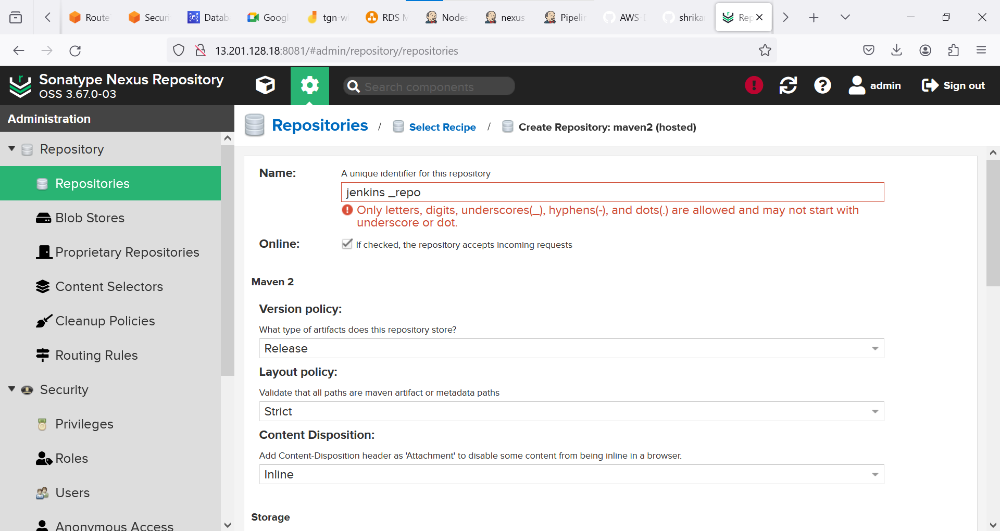 Route
Securi
Datab
Googl
tgn-wi
RDS M
Nodes
nexus
Pipelin
AWS-D
shrika
Rep
13.201.128.18:8081/#admin/repository/repositories
Sonatype Nexus Repository
OSS 3.67.0-03
Search components
admin
Sign out
Administration
Repository
Repositories
Blob Stores
Proprietary Repositories
Content Selectors
Cleanup Policies
Routing Rules
Security
Privileges
Roles
Users
Anonymous Access
Repositories / Select Recipe / Create Repository: maven2 (hosted)
Name:
A unique identifier for this repository
jenkins _repo
Only letters, digits, underscores(_), hyphens(-), and dots(.) are allowed and may not start with
underscore or dot.
Online:
If checked, the repository accepts incoming requests
Maven 2
Version policy:
What type of artifacts does this repository store?
Release
Layout policy:
Validate that all paths are maven artifact or metadata paths
Strict
Content Disposition:
Add Content-Disposition header as 'Attachment' to disable some content from being inline in a browser.
Inline
Storage